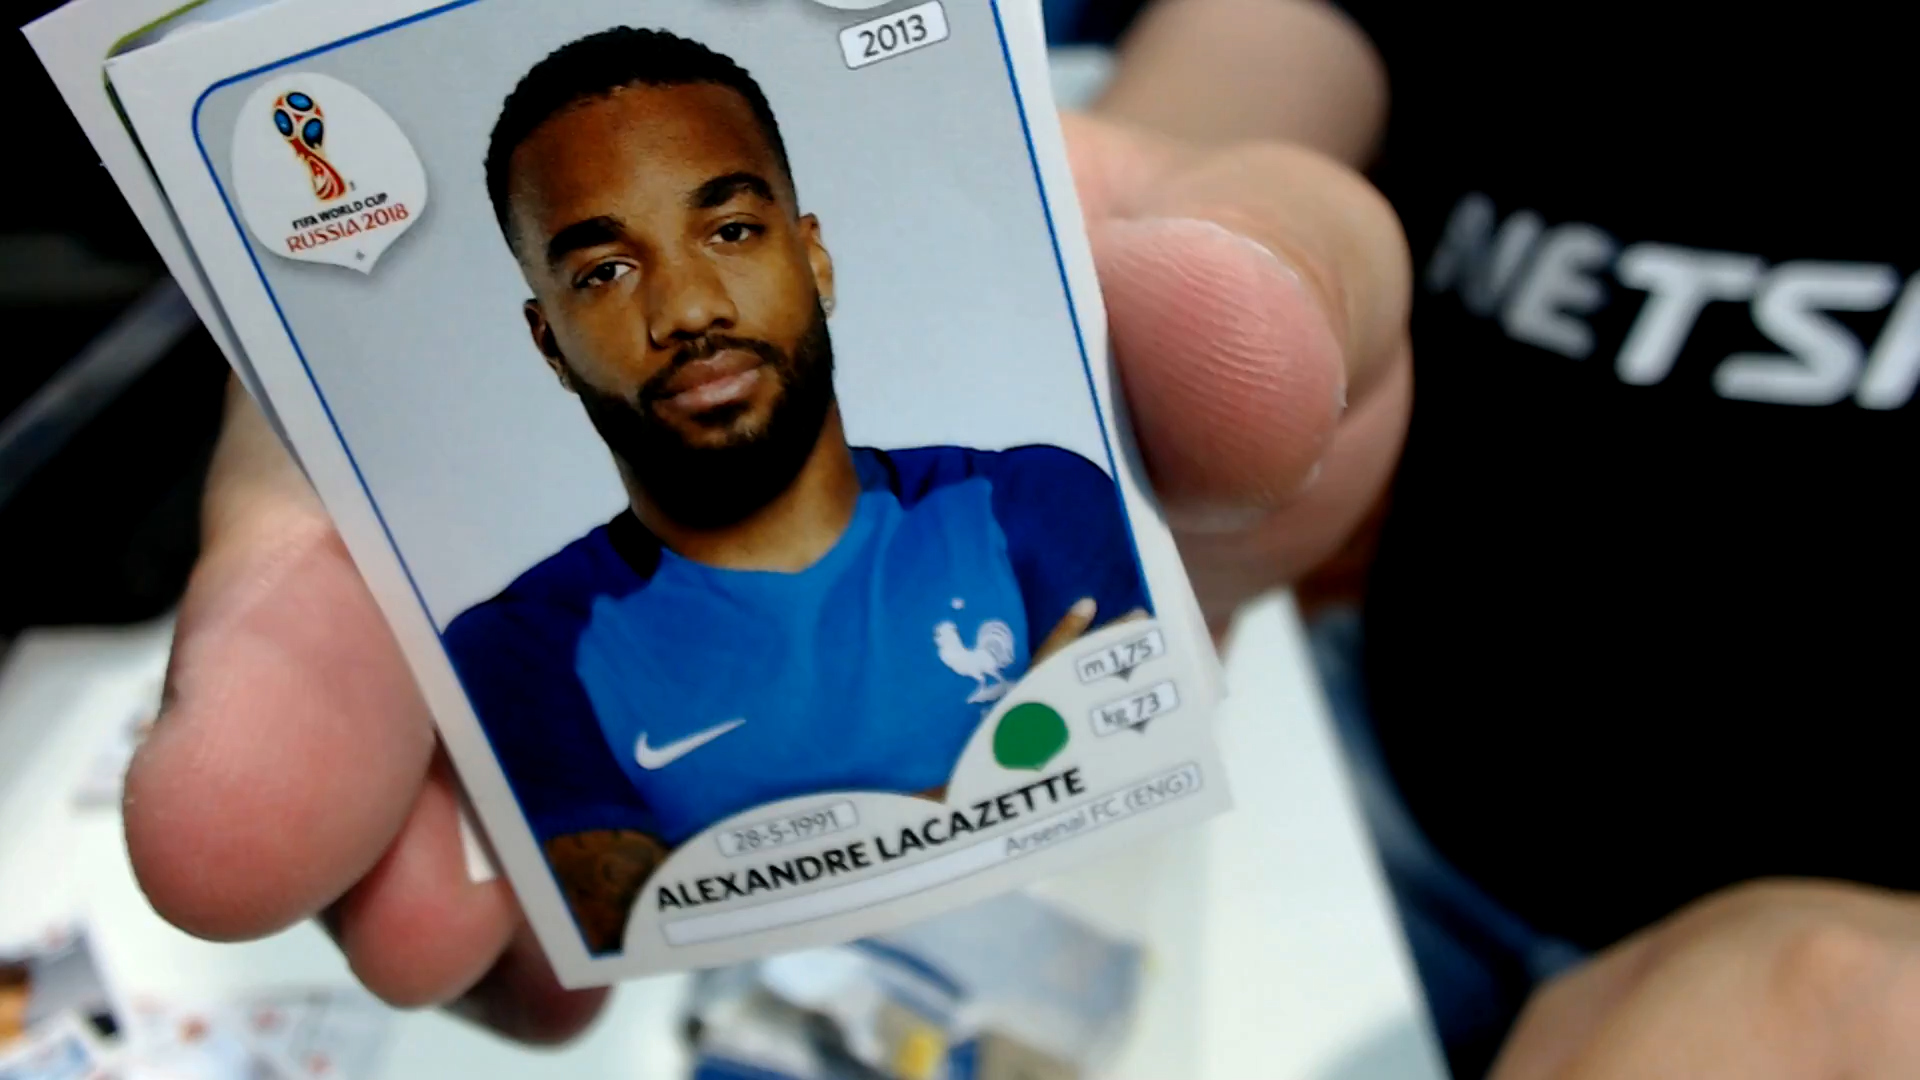 2013
FIFA WORLD CUP
RUSSIA 2018
NETS
m 1,75
kg 73
28-5-1991
ALEXANDRE LACAZETTE
Arsenal FC (ENG)